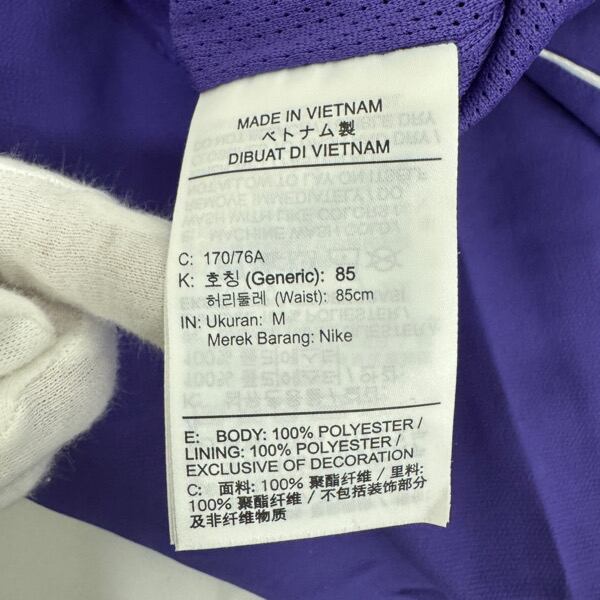 MADE IN VIETNAM
ベトナム製
DIBUAT DI VIETNAM
C: 170/76A
K: 호칭 (Generic): 85
허리둘레 (Waist): 85cm
IN: Ukuran: M
Merek Barang: Nike
E: BODY: 100% POLYESTER /
LINING: 100% POLYESTER /
EXCLUSIVE OF DECORATION
C: 面料: 100% 聚酯纤维 / 里料:
100% 聚酯纤维 / 不包括装饰部分
及非纤维物质